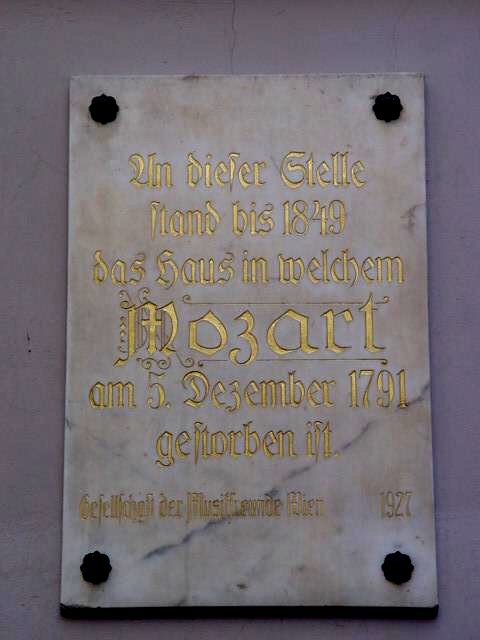 An dieser Stelle
stand bis 1849
das Haus in welchem
Mozart
am 5. Dezember 1791
gestorben ist.
Gesellschaft der Musikfreunde Wien 1927